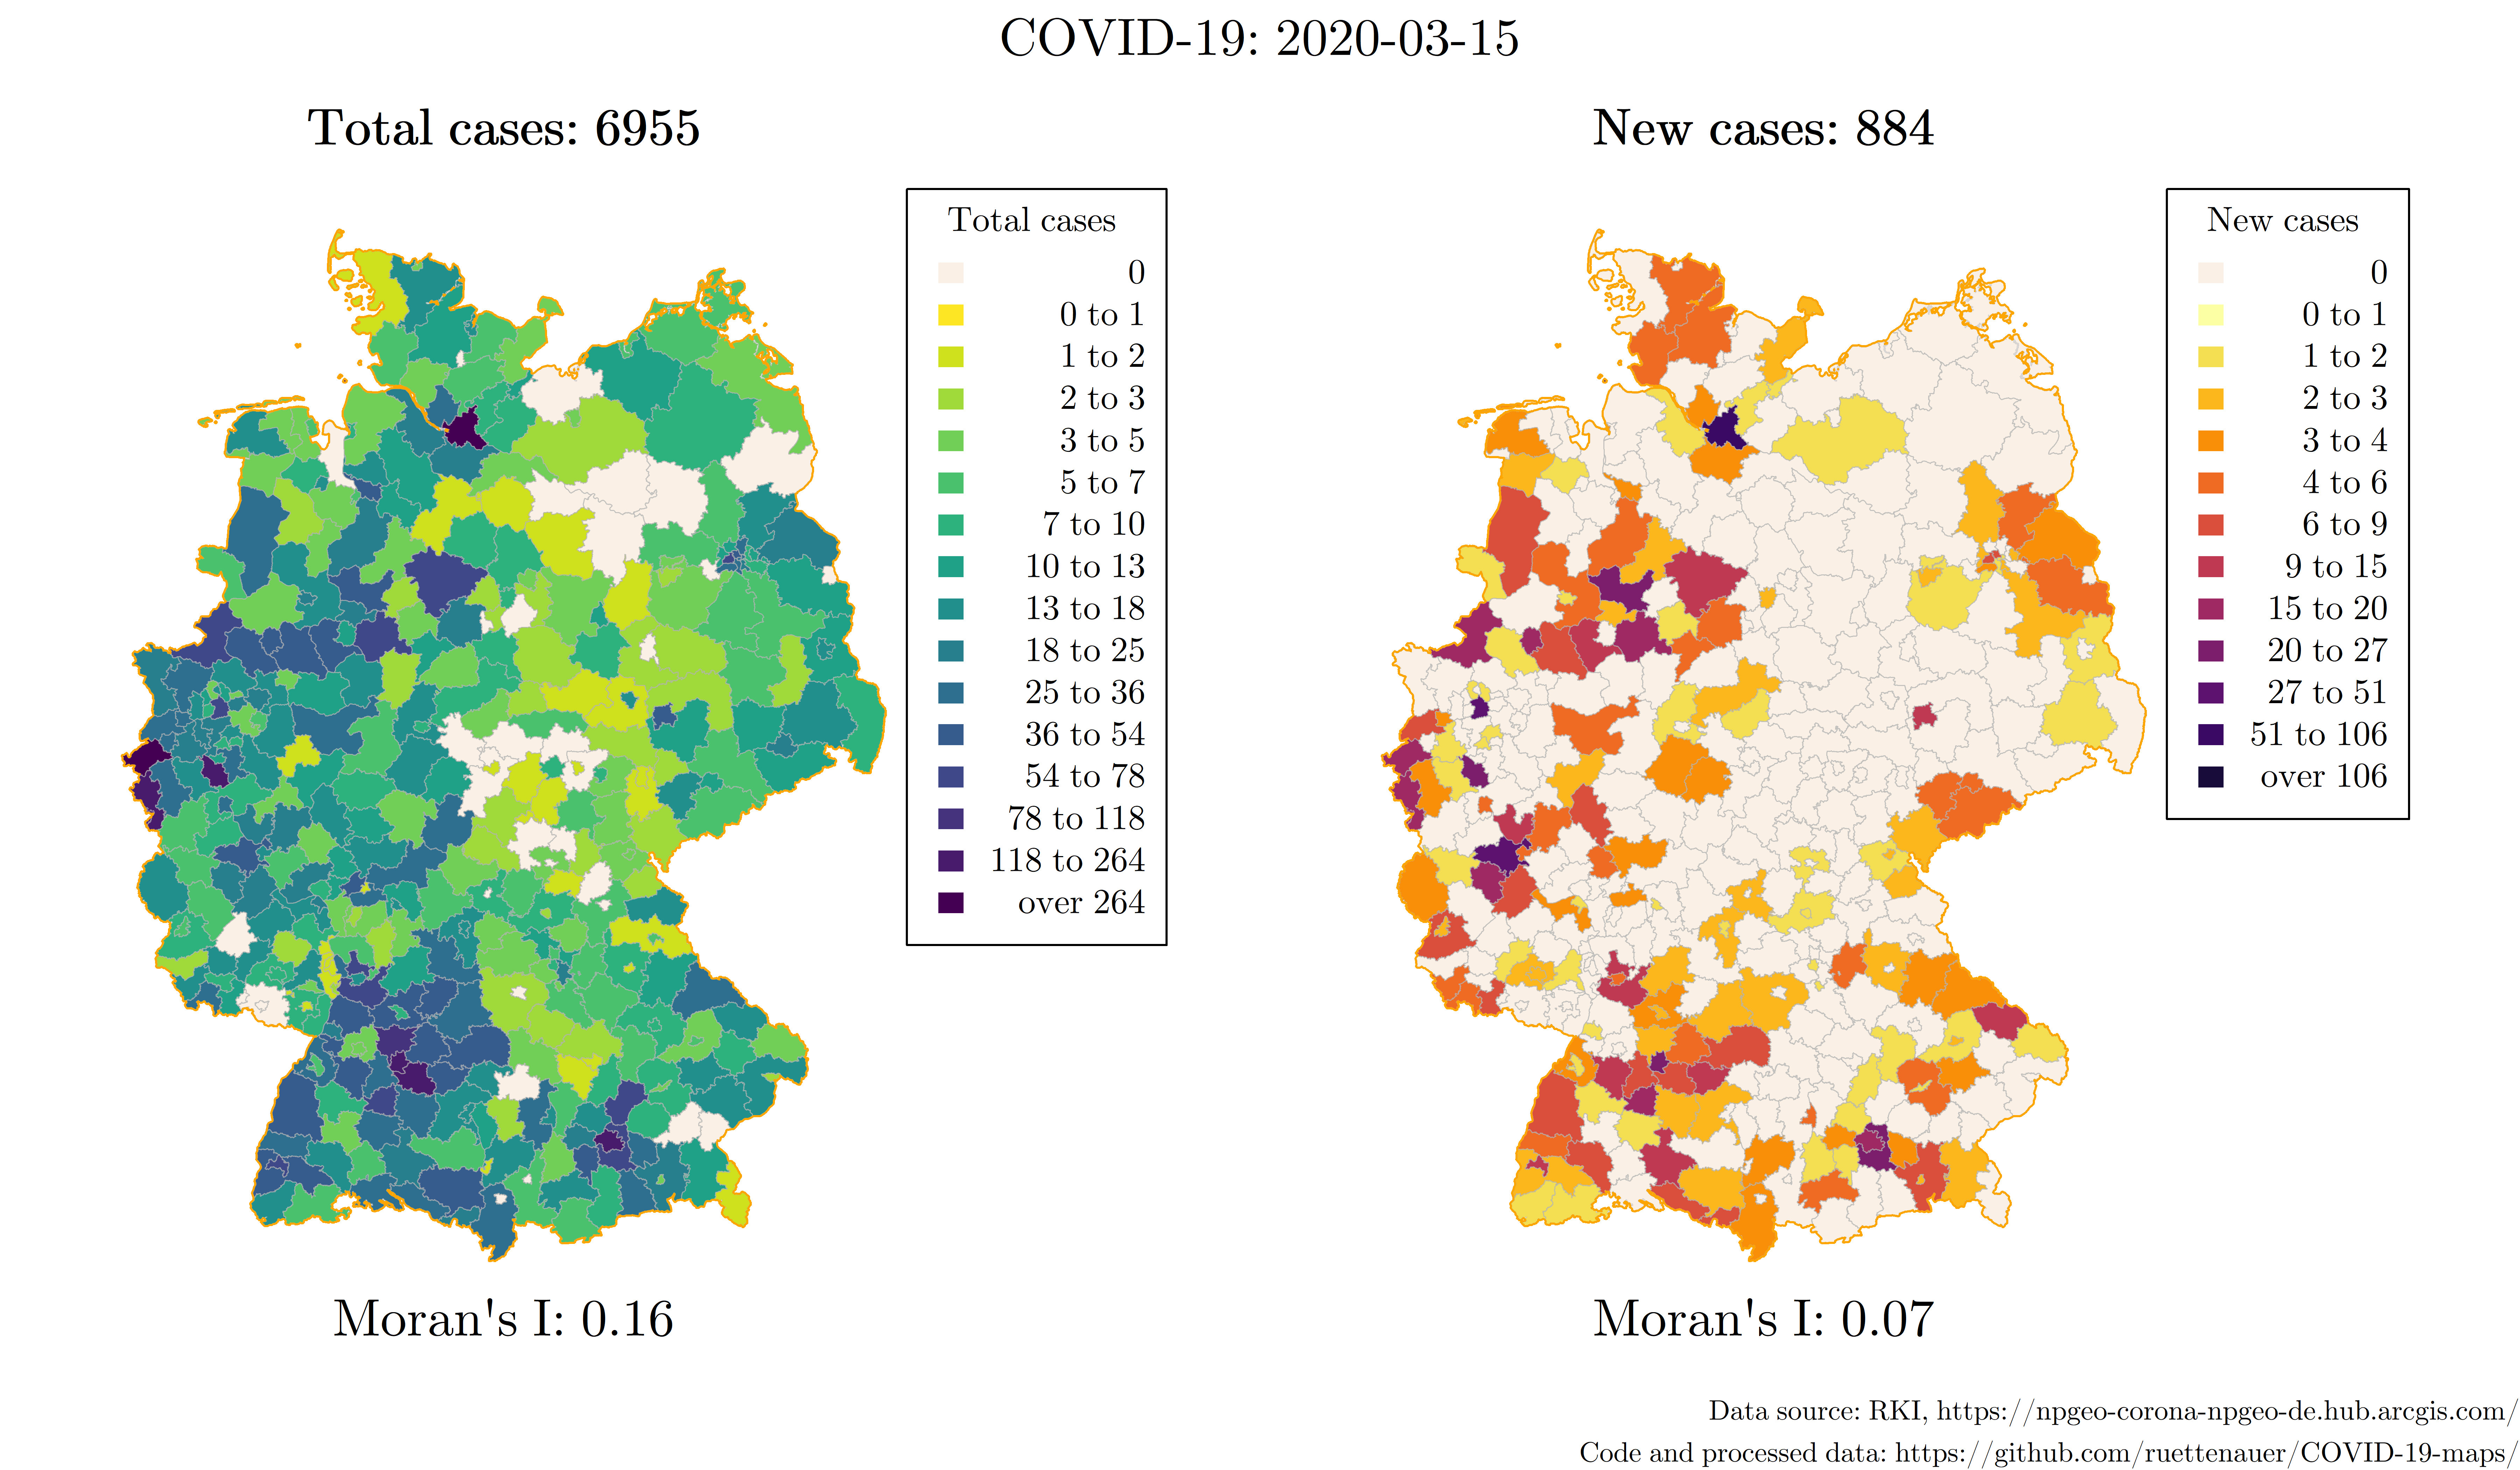 COVID-19: 2020-03-15
Total cases: 6955
Total cases
0
0 to 1
1 to 2
2 to 3
3 to 5
5 to 7
7 to 10
10 to 13
13 to 18
18 to 25
25 to 36
36 to 54
54 to 78
78 to 118
118 to 264
over 264
Moran's I: 0.16
New cases: 884
New cases
0
0 to 1
1 to 2
2 to 3
3 to 4
4 to 6
6 to 9
9 to 15
15 to 20
20 to 27
27 to 51
51 to 106
over 106
Moran's I: 0.07
Data source: RKI, https://npgeo-corona-npgeo-de.hub.arcgis.com/
Code and processed data: https://github.com/ruettenauer/COVID-19-maps/